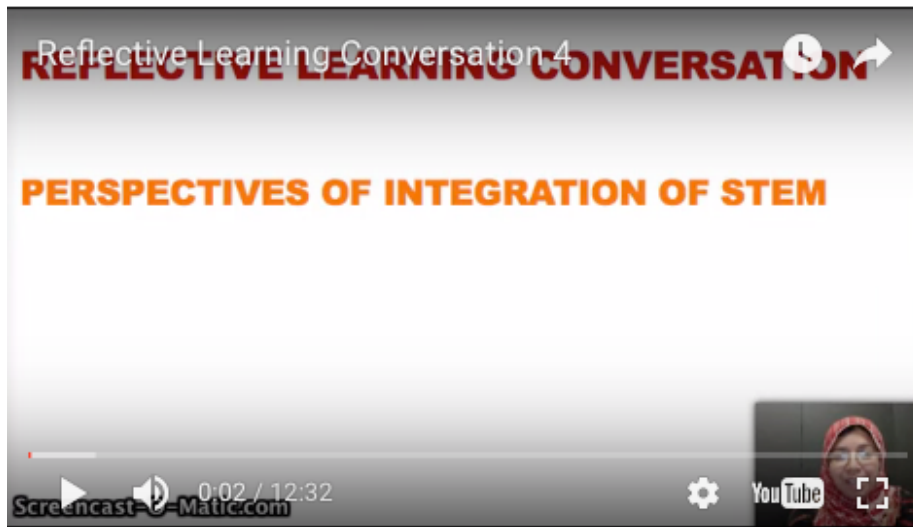 Reflective Learning Conversation 4
REFLECTIVE LEARNING CONVERSATION
PERSPECTIVES OF INTEGRATION OF STEM
0:02 / 12:32
YouTube
Screencast-O-Matic.com